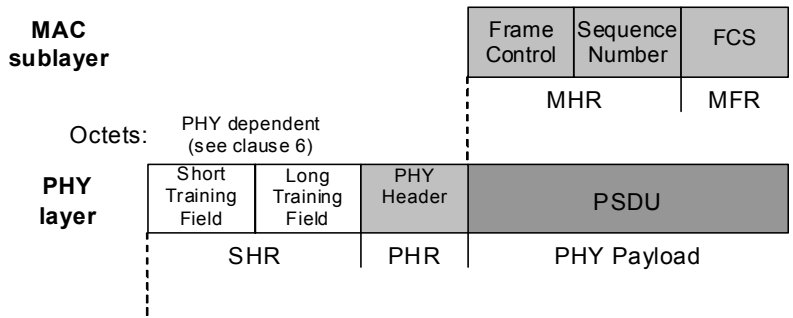 MAC
sublayer
Frame
Control
Sequence
Number
FCS
MHR
MFR
Octets:
PHY dependent
(see clause 6)
PHY
layer
Short
Training
Field
Long
Training
Field
PHY
Header
PSDU
SHR
PHR
PHY Payload